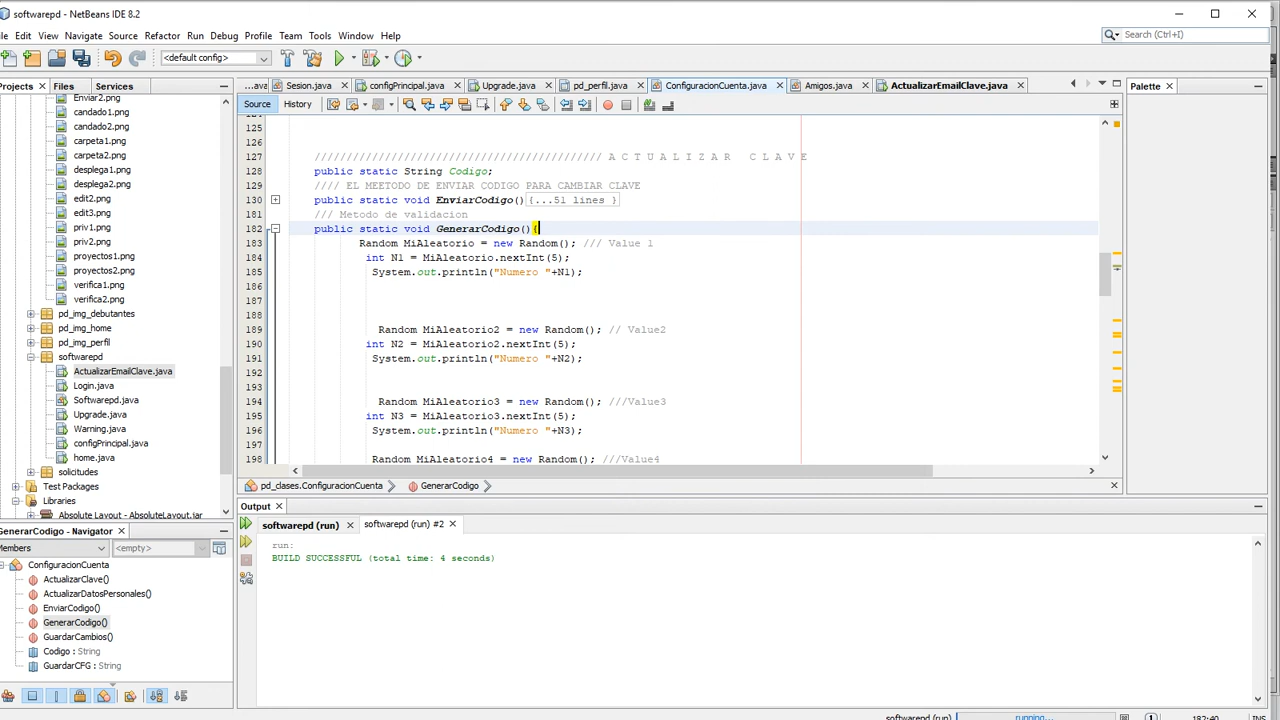 softwarepd - NetBeans IDE 8.2
le Edit View Navigate Source Refactor Run Debug Profile Team Tools Window Help
Search (Ctrl+I)
<default config>
Projects Files Services
...ava Sesion.java configPrincipal.java Upgrade.java pd_perfil.java ConfiguracionCuenta.java Amigos.java ActualizarEmailClave.java
Palette
Source History
Enviar2.png
candado1.png
candado2.png
carpeta1.png
carpeta2.png
desplega1.png
desplega2.png
edit2.png
edit3.png
priv1.png
priv2.png
proyectos1.png
proyectos2.png
verifica1.png
verifica2.png
pd_img_debutantes
pd_img_home
pd_img_perfil
softwarepd
ActualizarEmailClave.java
Login.java
Softwarepd.java
Upgrade.java
Warning.java
configPrincipal.java
home.java
solicitudes
Test Packages
Libraries
Absolute Layout - AbsoluteLayout.jar
124
125
126
127 ///////////////////////////////////////////// A C T U A L I Z A R C L A V E
128 public static String Codigo;
129 //// EL MEETODO DE ENVIAR CODIGO PARA CAMBIAR CLAVE
130 public static void EnviarCodigo(){...51 lines }
181 /// Metodo de validacion
182 public static void GenerarCodigo(){
183 Random MiAleatorio = new Random(); /// Value 1
184 int N1 = MiAleatorio.nextInt(5);
185 System.out.println("Numero "+N1);
186
187
188
189 Random MiAleatorio2 = new Random(); // Value2
190 int N2 = MiAleatorio2.nextInt(5);
191 System.out.println("Numero "+N2);
192
193
194 Random MiAleatorio3 = new Random(); ///Value3
195 int N3 = MiAleatorio3.nextInt(5);
196 System.out.println("Numero "+N3);
197
198 Random MiAleatorio4 = new Random(); ///Value4
pd_clases.ConfiguracionCuenta GenerarCodigo
GenerarCodigo - Navigator
Members <empty>
ConfiguracionCuenta
ActualizarClave()
ActualizarDatosPersonales()
EnviarCodigo()
GenerarCodigo()
GuardarCambios()
Codigo : String
GuardarCFG : String
Output
softwarepd (run) softwarepd (run) #2
run:
BUILD SUCCESSFUL (total time: 4 seconds)
softwarepd (run) running... 1 182:40 INS